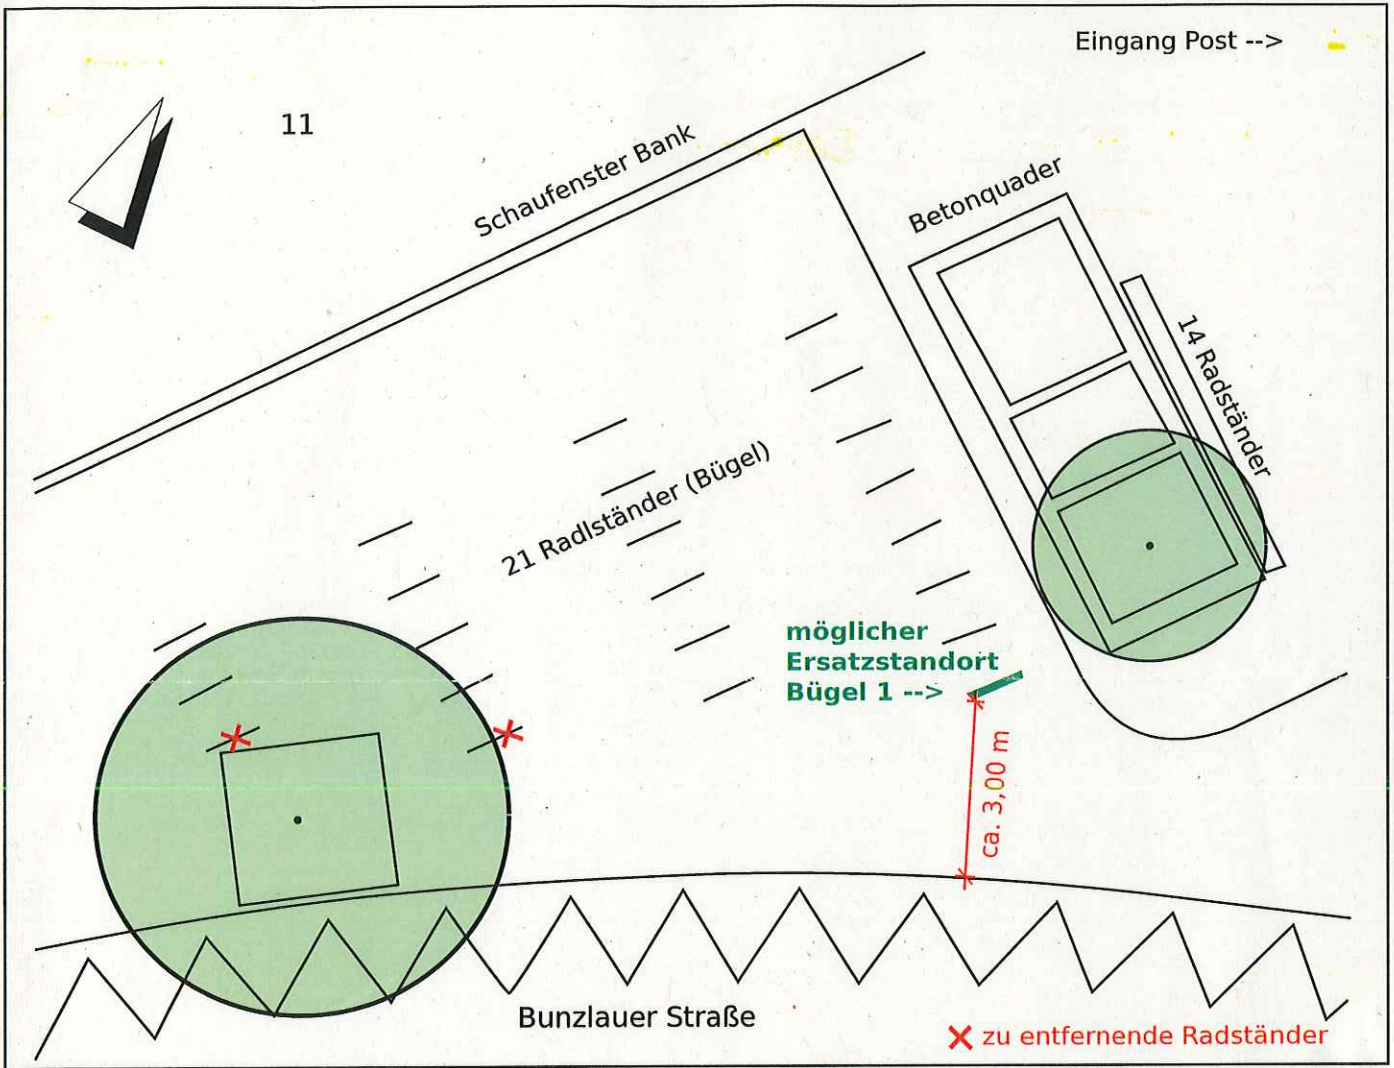 Eingang Post -->
11
Schaufenster Bank
Betonquader
14 Radständer
21 Radlständer (Bügel)
möglicher
Ersatzstandort
Bügel 1 -->
ca. 3,00 m
Bunzlauer Straße
zu entfernende Radständer